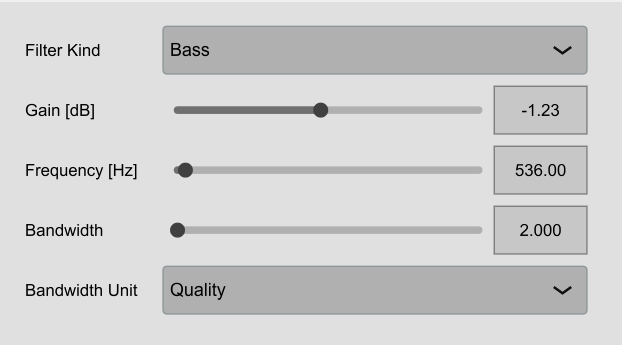 Filter Kind Bass
Gain [dB] -1.23
Frequency [Hz] 536.00
Bandwidth 2.000
Bandwidth Unit Quality